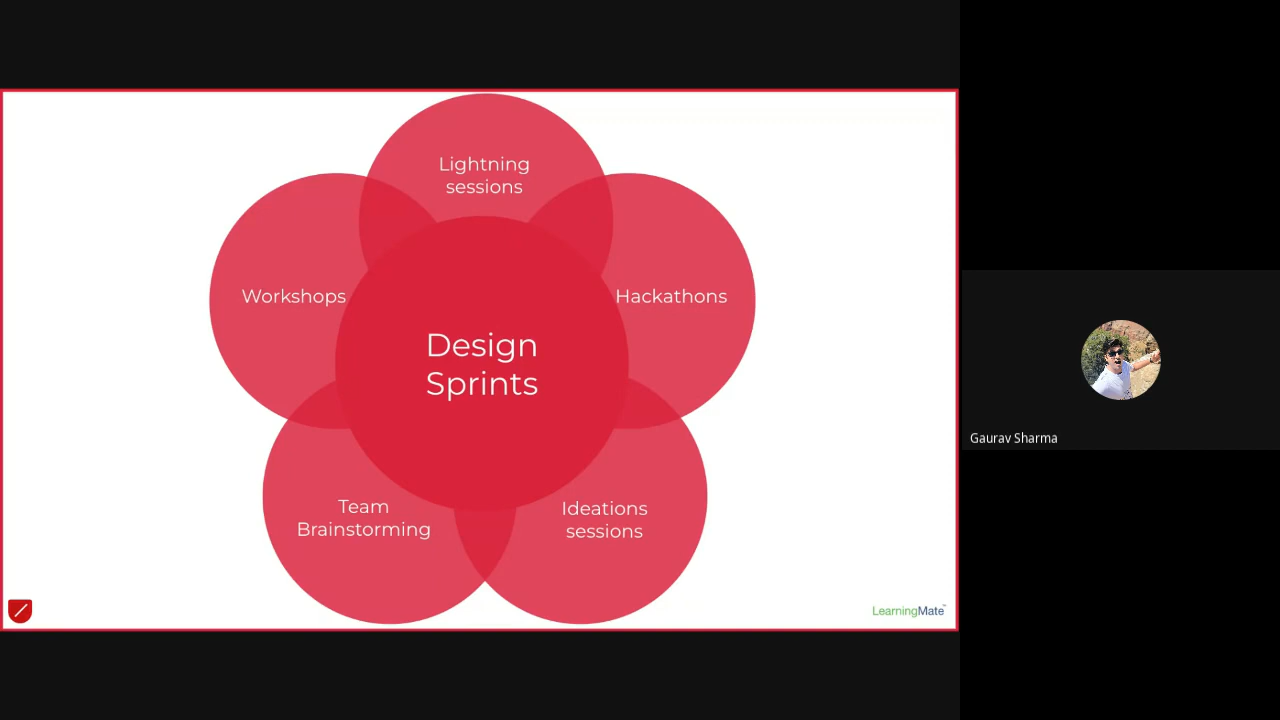 Lightning
sessions
Workshops
Hackathons
Design
Sprints
Team
Brainstorming
Ideations
sessions
LearningMate
Gaurav Sharma